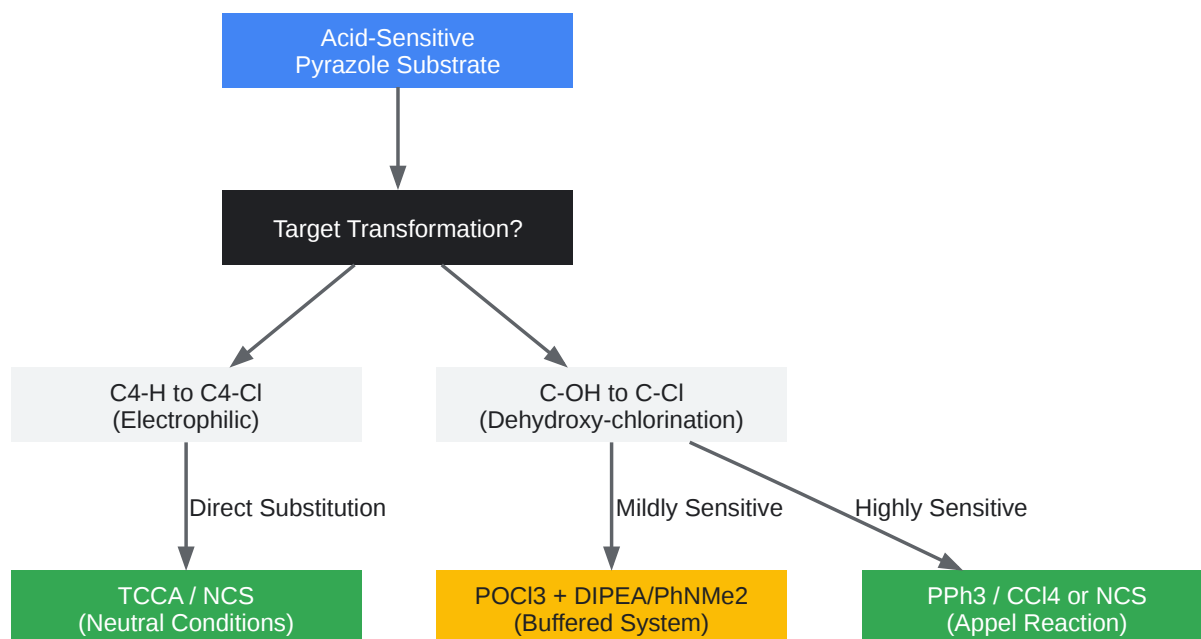 Acid-Sensitive
Pyrazole Substrate
Target Transformation?
C4-H to C4-Cl
(Electrophilic)
C-OH to C-Cl
(Dehydroxy-chlorination)
Direct Substitution
Mildly Sensitive
Highly Sensitive
TCCA / NCS
(Neutral Conditions)
POCl3 + DIPEA/PhNMe2
(Buffered System)
PPh3 / CCl4 or NCS
(Appel Reaction)